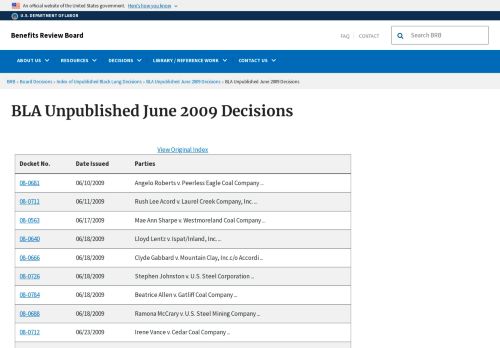 An official website of the United States government. Here's how you know
U.S. DEPARTMENT OF LABOR
Benefits Review Board
FAQ CONTACT
Search BRB
ABOUT US RESOURCES DECISIONS LIBRARY / REFERENCE WORK CONTACT US
BRB › Board Decisions › Index of Unpublished Black Lung Decisions › BLA Unpublished June 2009 Decisions › BLA Unpublished June 2009 Decisions
BLA Unpublished June 2009 Decisions
View Original Index
Docket No. Date Issued Parties
08-0681 06/10/2009 Angelo Roberts v. Peerless Eagle Coal Company ...
08-0711 06/11/2009 Rush Lee Acord v. Laurel Creek Company, Inc. ...
08-0563 06/17/2009 Mae Ann Sharpe v. Westmoreland Coal Company ...
08-0640 06/18/2009 Lloyd Lentz v. Ispat/Inland, Inc. ...
08-0666 06/18/2009 Clyde Gabbard v. Mountain Clay, Inc.c/o Accordi ...
08-0726 06/18/2009 Stephen Johnston v. U.S. Steel Corporation ...
08-0784 06/18/2009 Beatrice Allen v. Gatliff Coal Company ...
08-0688 06/18/2009 Ramona McCrary v. U.S. Steel Mining Company ...
08-0712 06/23/2009 Irene Vance v. Cedar Coal Company ...